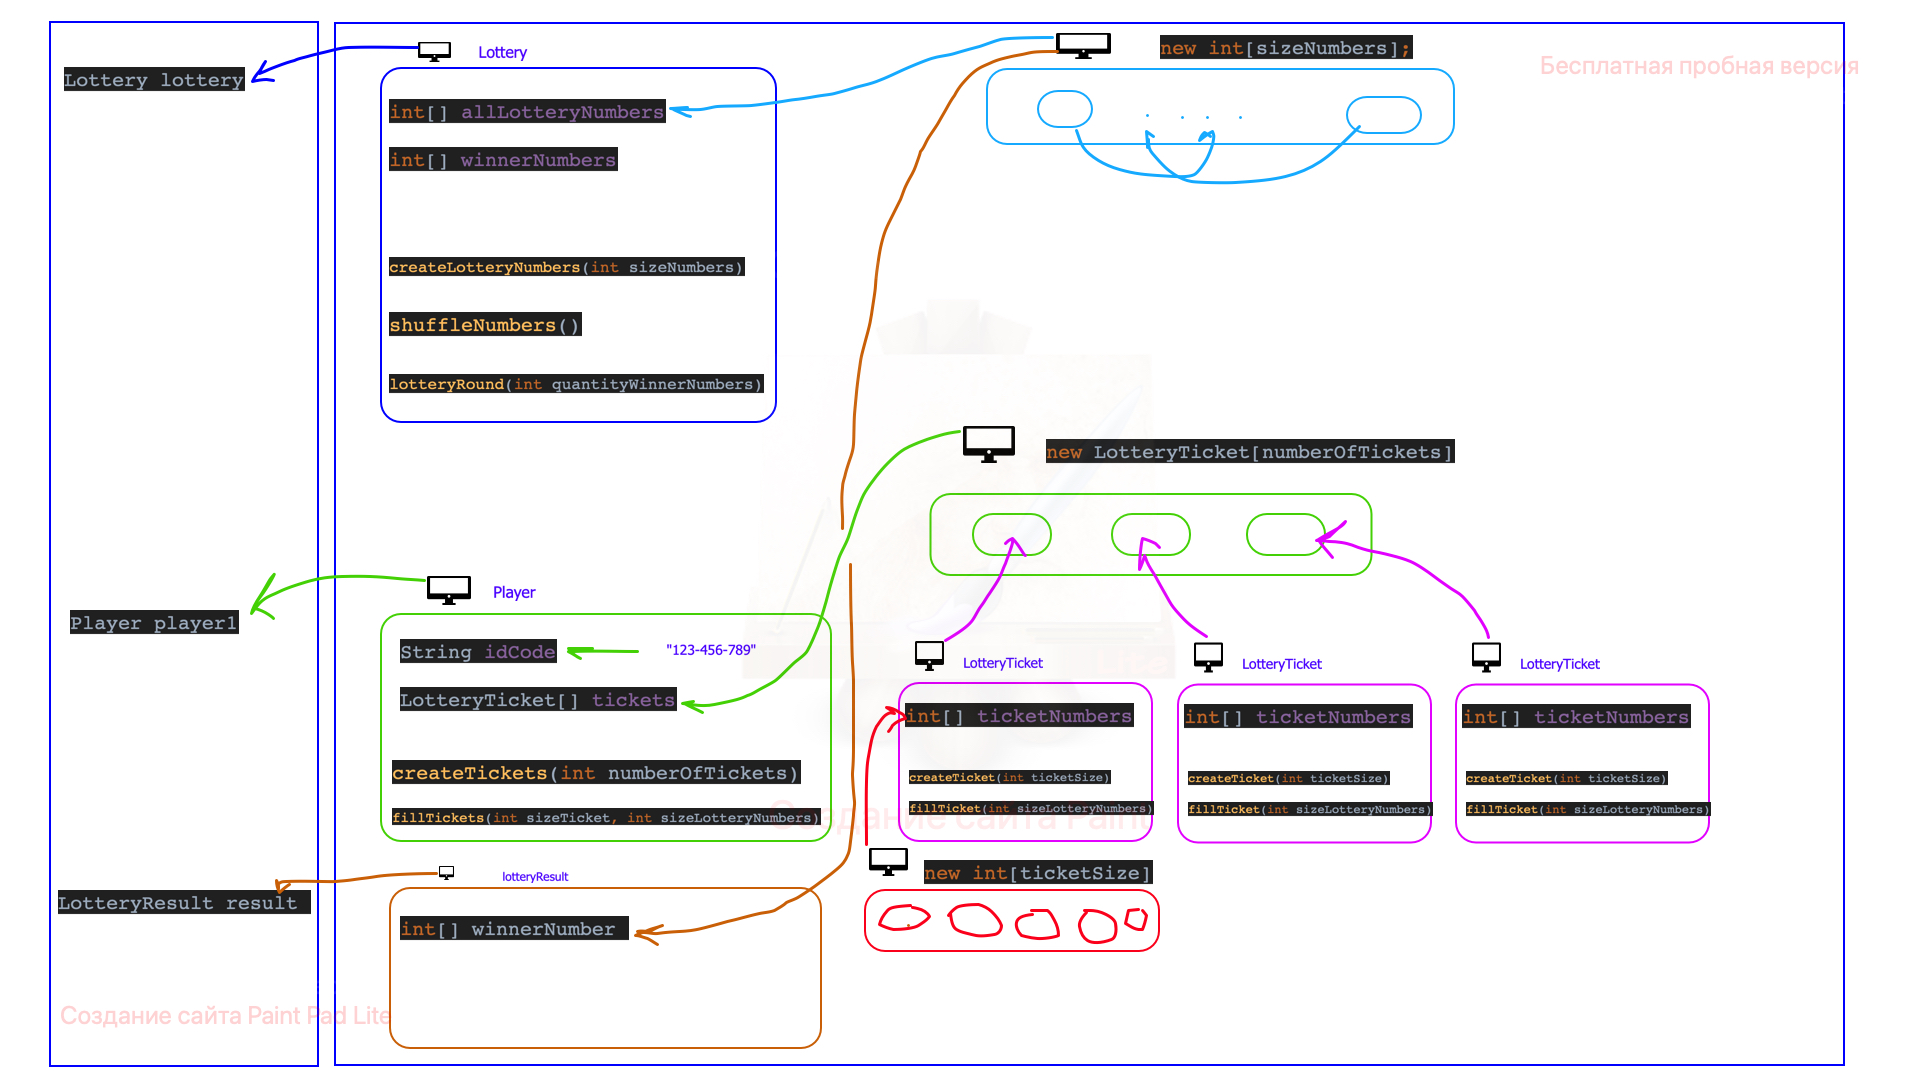 Lottery lottery
Player player1
LotteryResult result
Lottery
int[] allLotteryNumbers
int[] winnerNumbers
createLotteryNumbers(int sizeNumbers)
shuffleNumbers()
lotteryRound(int quantityWinnerNumbers)
new int[sizeNumbers];
Бесплатная пробная версия
new LotteryTicket[numberOfTickets]
Player
String idCode
"123-456-789"
LotteryTicket[] tickets
createTickets(int numberOfTickets)
fillTickets(int sizeTicket, int sizeLotteryNumbers)
LotteryTicket
int[] ticketNumbers
createTicket(int ticketSize)
fillTicket(int sizeLotteryNumbers)
LotteryTicket
int[] ticketNumbers
createTicket(int ticketSize)
fillTicket(int sizeLotteryNumbers)
LotteryTicket
int[] ticketNumbers
createTicket(int ticketSize)
fillTicket(int sizeLotteryNumbers)
Lite
Создание сайта Paint
new int[ticketSize]
lotteryResult
int[] winnerNumber
Создание сайта Paint Pad Lite